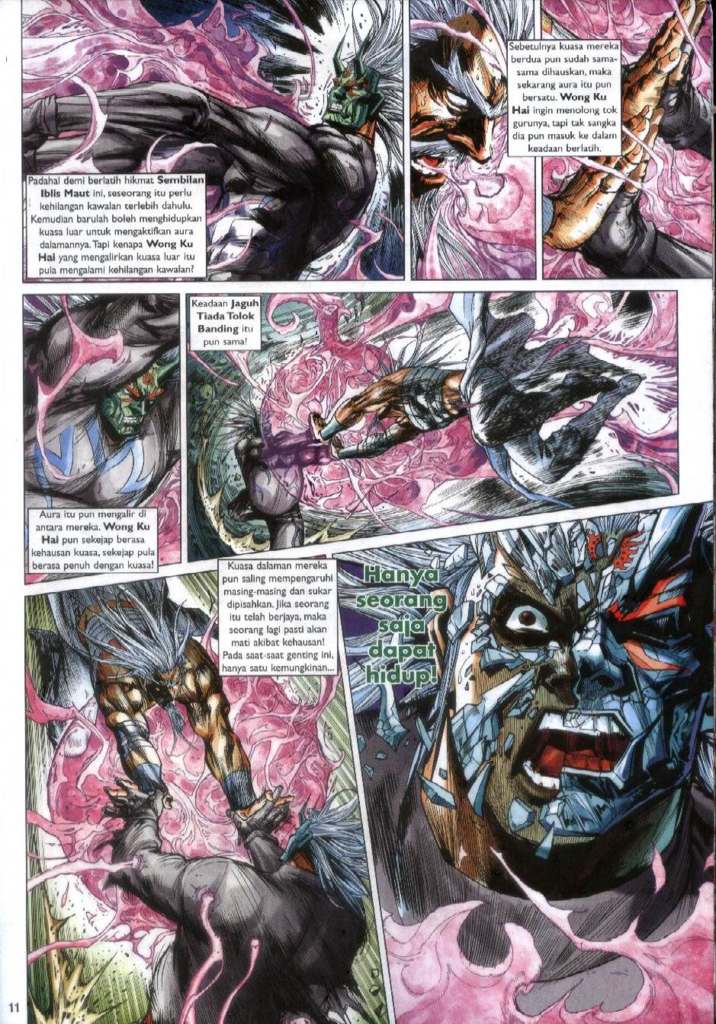 Padahal demi berlatih hikmat Sembilan
Iblis Maut ini, seseorang itu perlu
kehilangan kawalan terlebih dahulu.
Kemudian barulah boleh menghidupkan
kuasa luar untuk mengaktifkan aura
dalamannya. Tapi kenapa Wong Ku
Hai yang mengalirkan kuasa luar itu
pula mengalami kehilangan kawalan?
Sebetulnya kuasa mereka
berdua pun sudah sama-
sama dihauskan, maka
sekarang aura itu pun
bersatu. Wong Ku
Hai ingin menolong tok
gurunya, tapi tak sangka
dia pun masuk ke dalam
keadaan berlatih.
Aura itu pun mengalir di
antara mereka. Wong Ku
Hai pun sekejap berasa
kehausan kuasa, sekejap pula
berasa penuh dengan kuasa!
Keadaan Jaguh
Tiada Tolok
Banding itu
pun sama!
Kuasa dalaman mereka
pun saling mempengaruhi
masing-masing dan sukar
dipisahkan. Jika seorang
itu berjaya, maka
seorang lagi pasti akan
mati akibat kehausan!
Pada saat-saat genting ini,
hanya satu kemungkinan...
Hanya
seorang
saja
dapat
hidup!
11